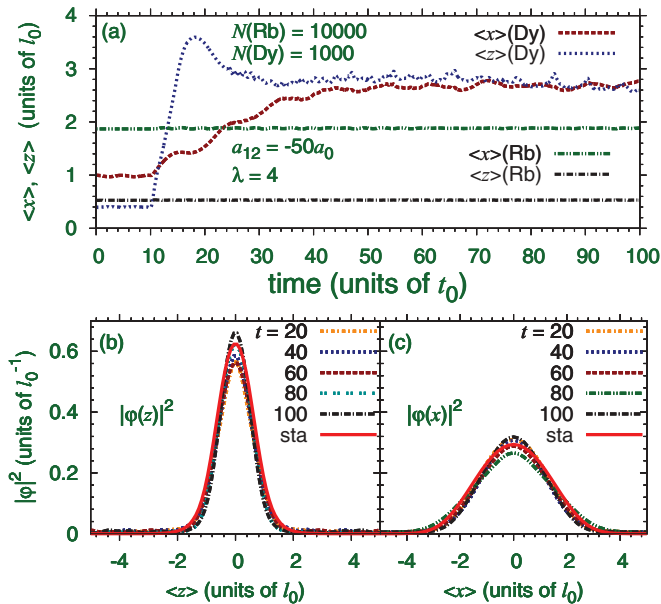 (a)
N(Rb) = 10000
N(Dy) = 1000
<x>(Dy)
<z>(Dy)
a12 = -50a0
λ = 4
<x>(Rb)
<z>(Rb)
<x>, <z> (units of l0)
4
3
2
1
0
0 10 20 30 40 50 60 70 80 90 100
time (units of t0)
(b)
t = 20
40
60
80
100
sta
|φ(z)|²
|φ|² (units of l0⁻¹)
0.6
0.4
0.2
0
-4 -2 0 2 4
<z> (units of l0)
(c)
t = 20
40
60
80
100
sta
|φ(x)|²
-4 -2 0 2 4
<x> (units of l0)